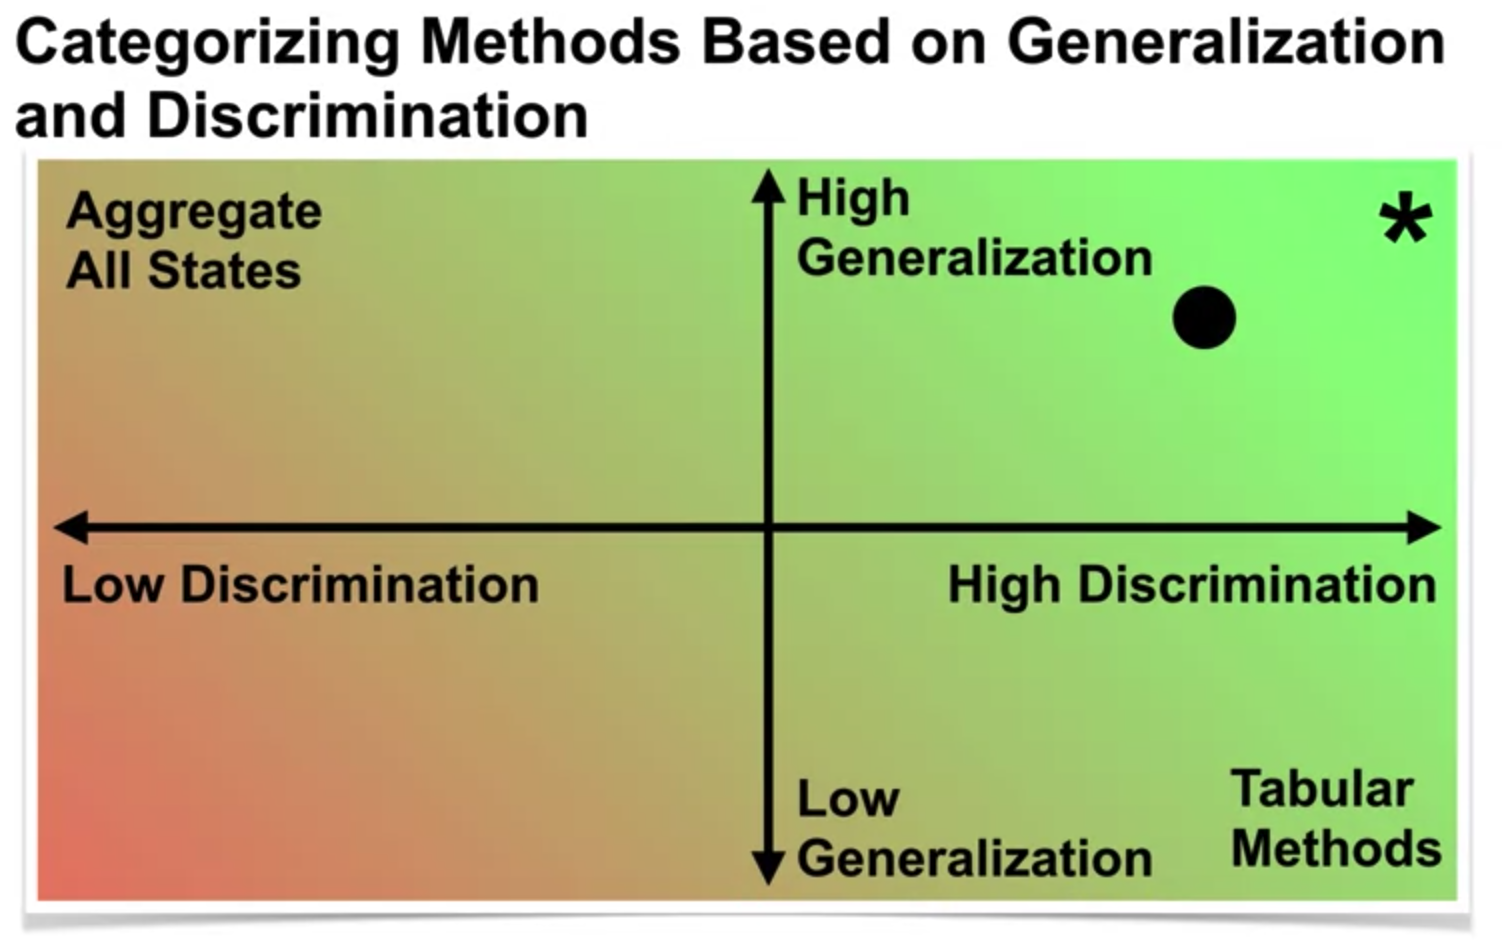 Categorizing Methods Based on Generalization
and Discrimination
Aggregate
All States
High
Generalization
*
Low Discrimination
High Discrimination
Low
Generalization
Tabular
Methods